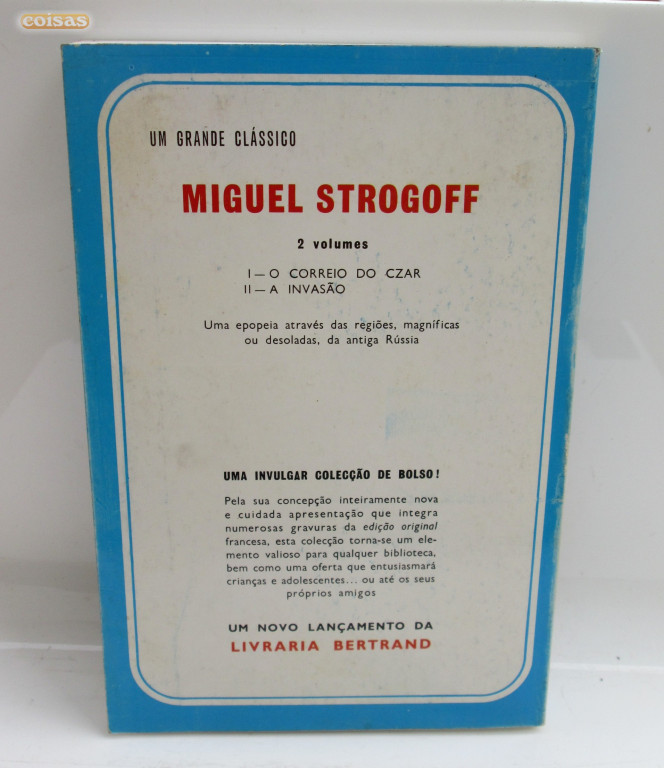 coisas
UM GRANDE CLÁSSICO
MIGUEL STROGOFF
2 volumes
I — O CORREIO DO CZAR
II — A INVASÃO
Uma epopeia através das regiões, magníficas
ou desoladas, da antiga Rússia
UMA INVULGAR COLECÇÃO DE BOLSO!
Pela sua concepção inteiramente nova
e cuidada apresentação que integra
numerosas gravuras da edição original
francesa, esta colecção torna-se um ele-
mento valioso para qualquer biblioteca,
bem como uma oferta que entusiasmará
crianças e adolescentes... ou até os seus
próprios amigos
UM NOVO LANÇAMENTO DA
LIVRARIA BERTRAND